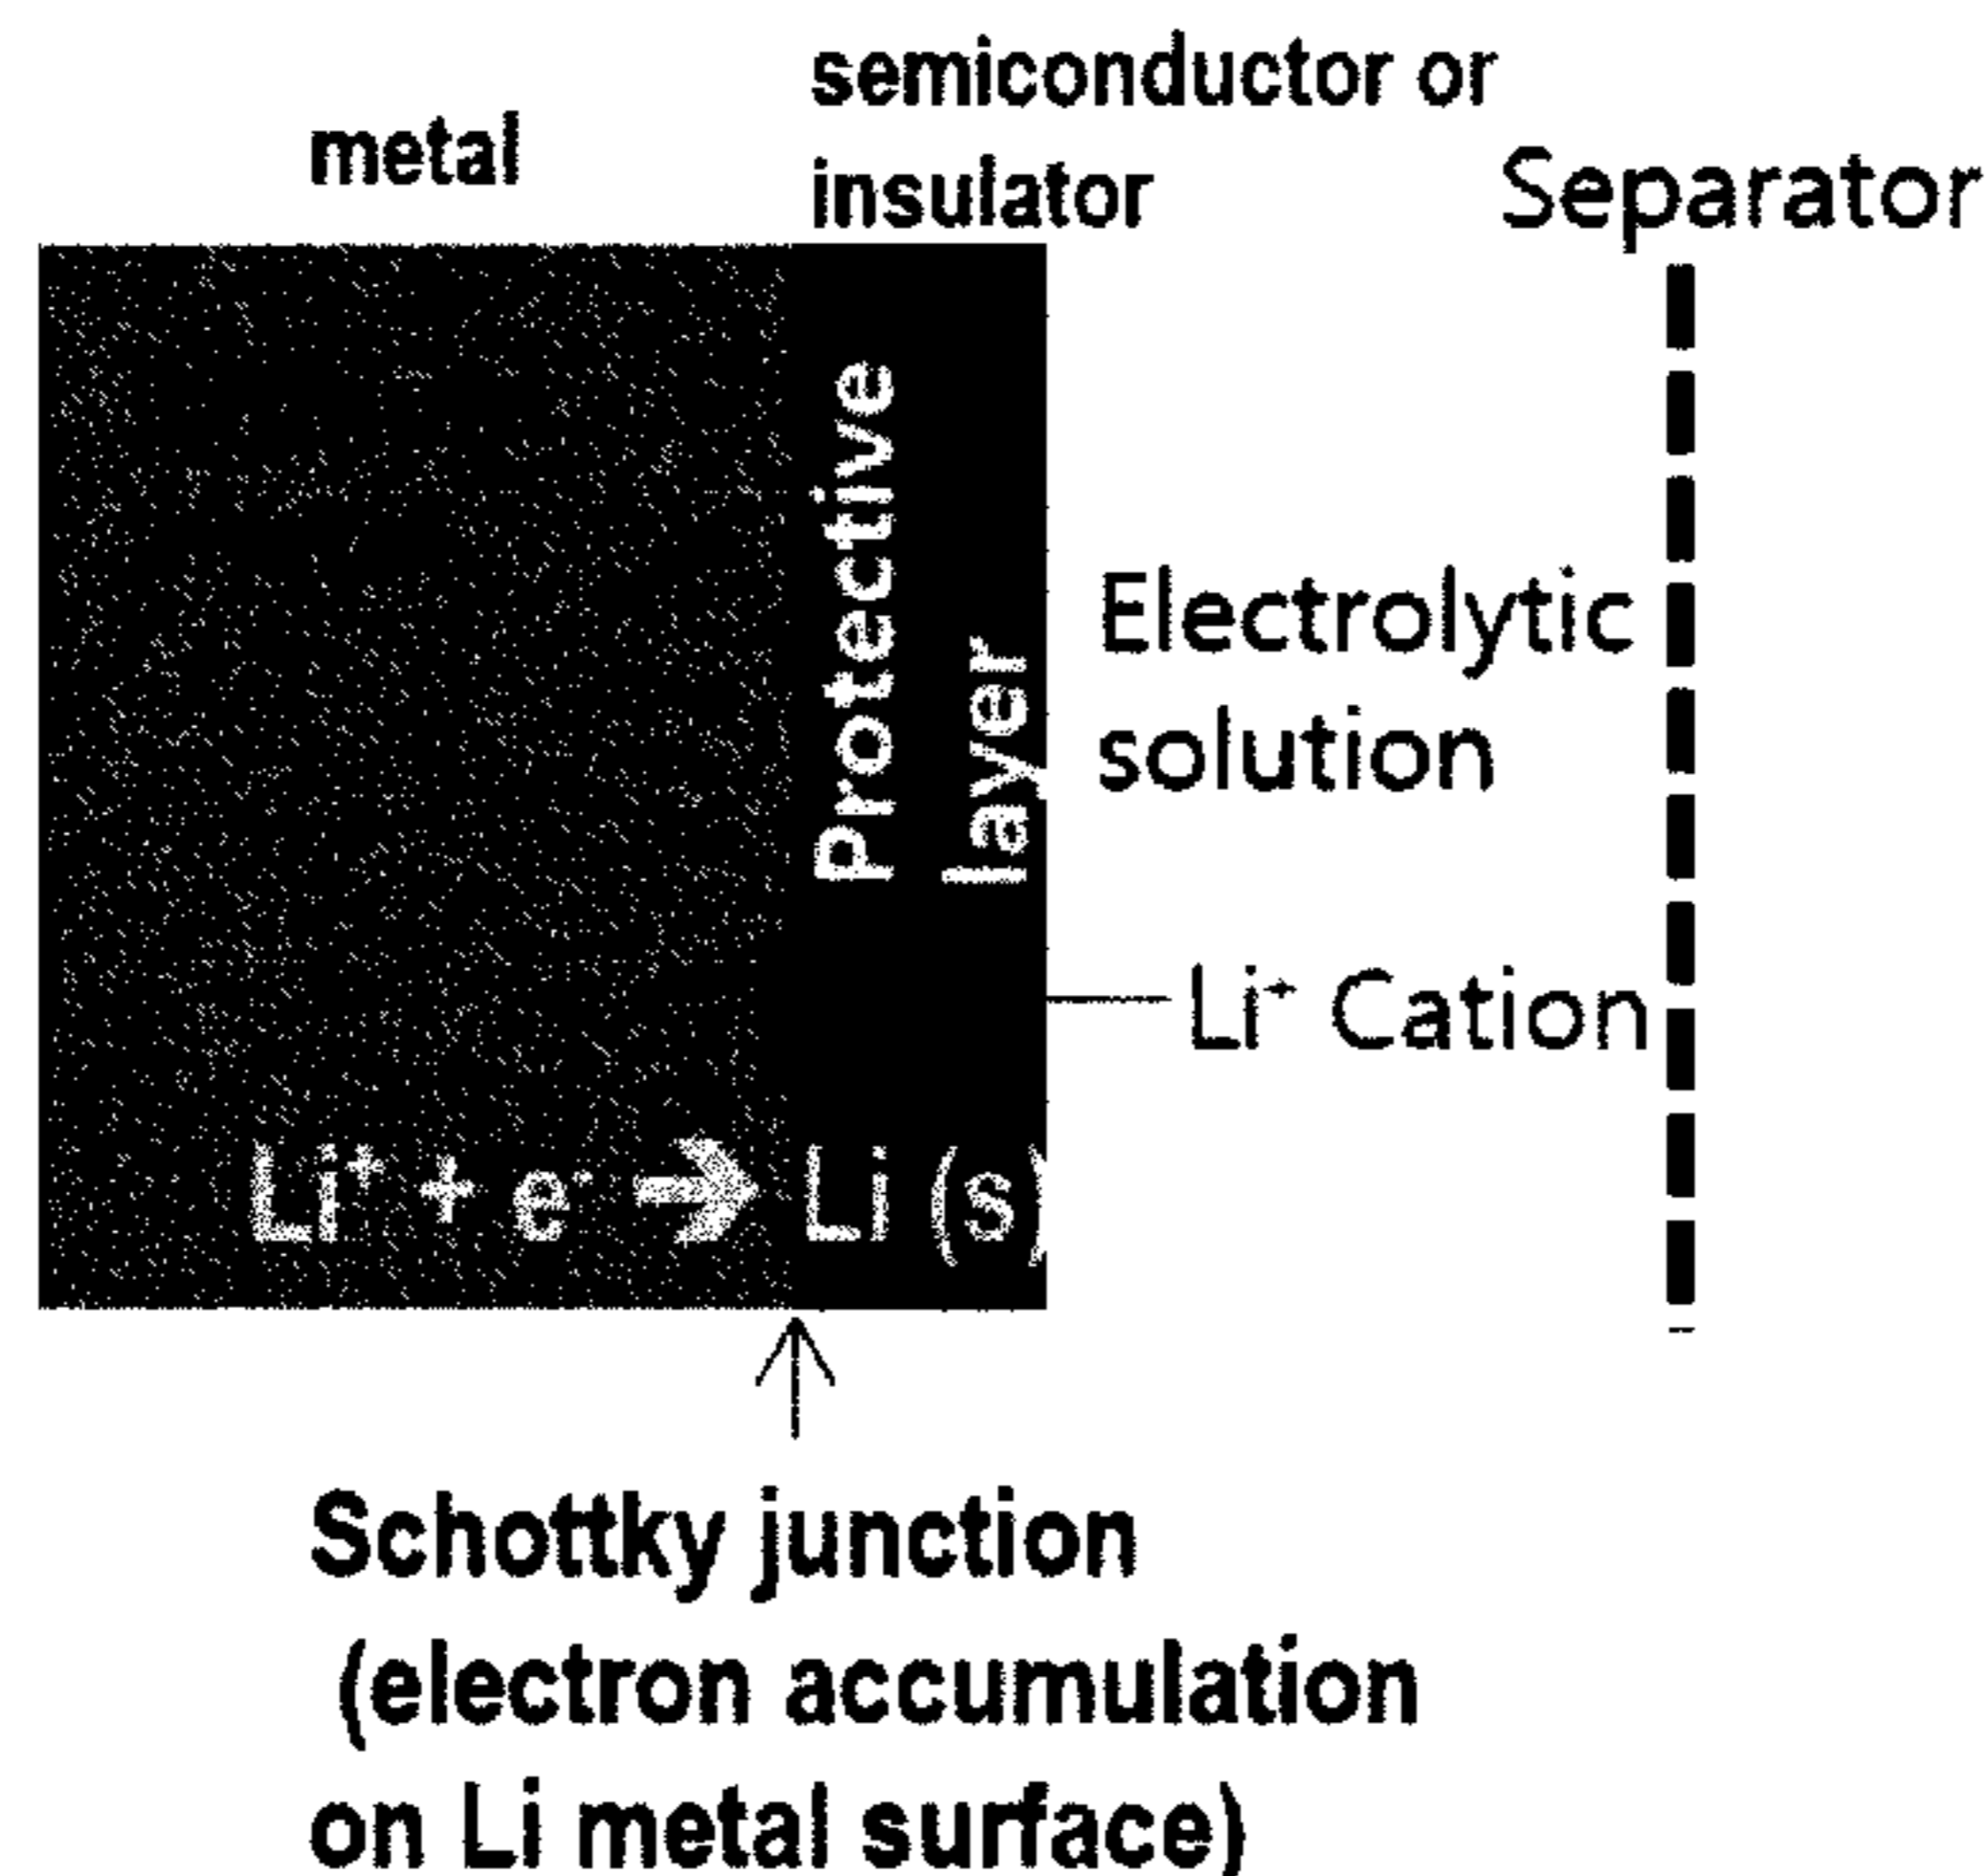 metal
semiconductor or
insulator
Separator
Protective
layer
Electrolytic
solution
Li⁺ Cation
Li⁺ + e⁻ → Li (s)
Schottky junction
(electron accumulation
on Li metal surface)